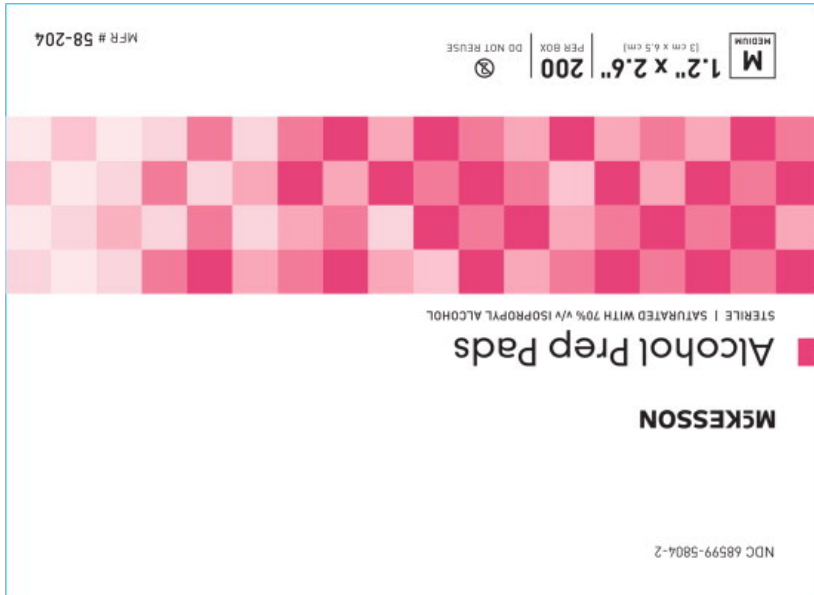 NDC 68599-5804-2
McKESSON
Alcohol Prep Pads
STERILE | SATURATED WITH 70% v/v ISOPROPYL ALCOHOL
M
MEDIUM
1.2" x 2.6"
(3 cm x 6.5 cm)
200
PER BOX
2
DO NOT REUSE
MFR # 58-204